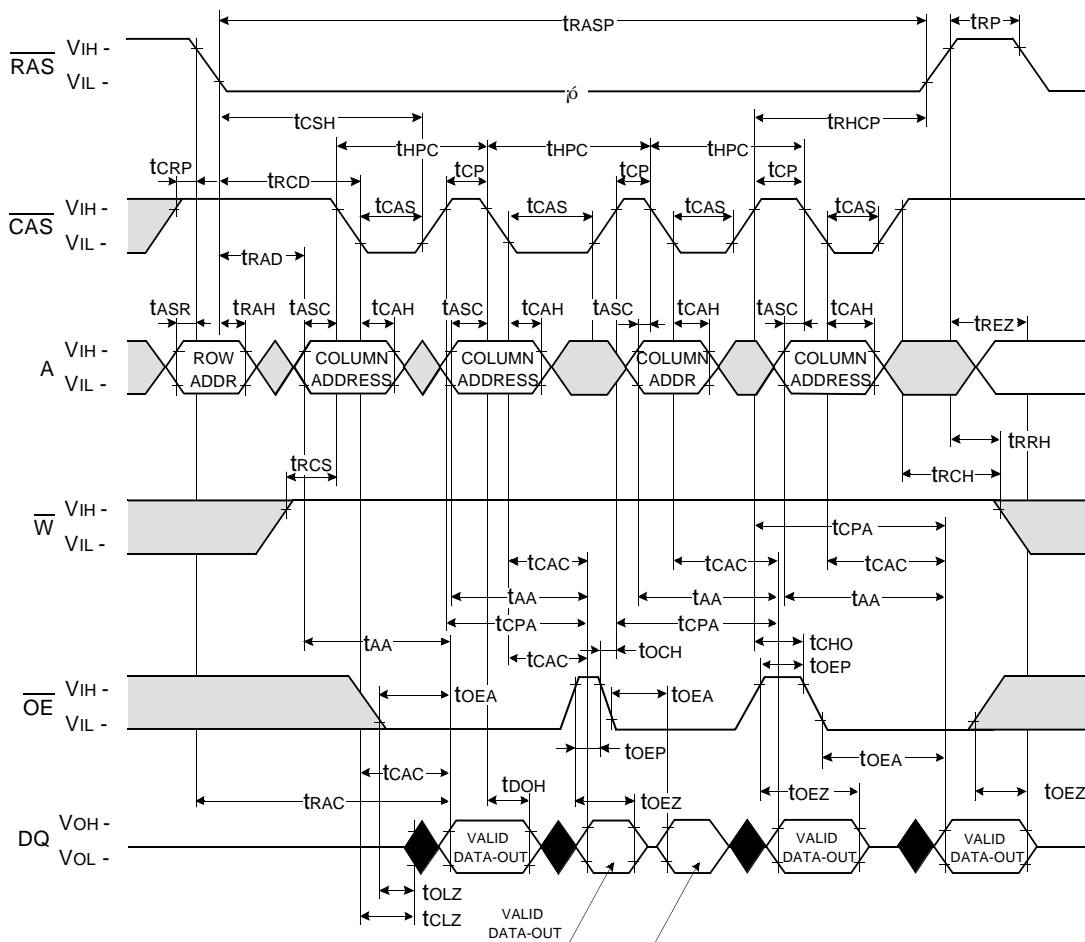 tRASP
tRP
RAS
VIH -
VIL -
¡ó
tCSH
tRHCP
tHPC
tHPC
tHPC
tCRP
tRCD
tCP
tCP
tCP
CAS
VIH -
VIL -
tCAS
tCAS
tCAS
tCAS
tRAD
tASR
tRAH
tASC
tCAH
tASC
tCAH
tASC
tCAH
tASC
tCAH
tREZ
A
VIH -
VIL -
ROW
ADDR
COLUMN
ADDRESS
COLUMN
ADDRESS
COLUMN
ADDR
COLUMN
ADDRESS
tRRH
tRCS
tRCH
W
VIH -
VIL -
tCPA
tCAC
tCAC
tCAC
tAA
tAA
tAA
tCPA
tCPA
tAA
tCHO
tCAC
tOCH
tOEP
OE
VIH -
VIL -
tOEA
tOEA
tOEP
tOEA
tCAC
tDOH
tRAC
tOEZ
tOEZ
tOEZ
DQ
VOH -
VOL -
VALID
DATA-OUT
VALID
DATA-OUT
VALID
DATA-OUT
tOLZ
tCLZ
VALID
DATA-OUT